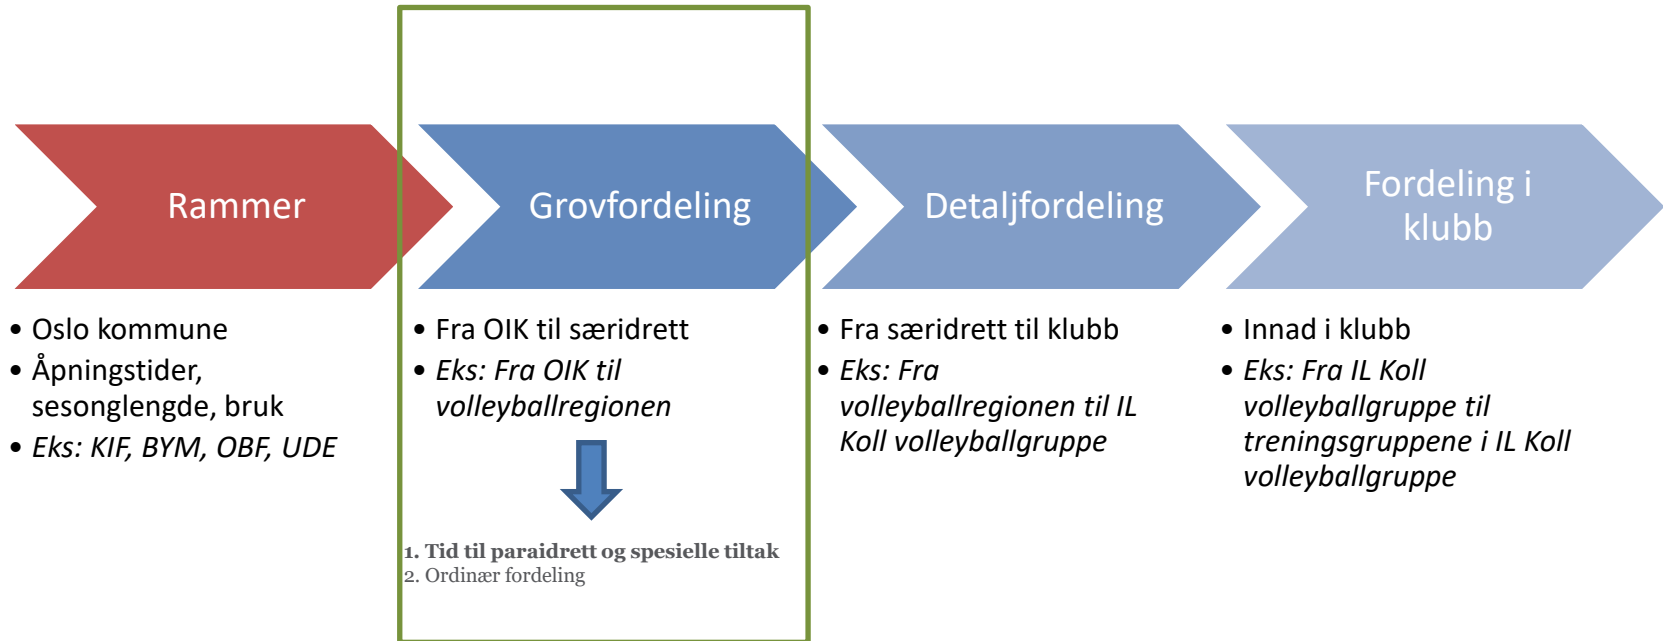 Rammer
• Oslo kommune
• Åpningstider,
sesonglengde, bruk
• Eks: KIF, BYM, OBF, UDE
Grovfordeling
• Fra OIK til særidrett
• Eks: Fra OIK til
volleyballregionen
1. Tid til paraidrett og spesielle tiltak
2. Ordinær fordeling
Detaljfordeling
• Fra særidrett til klubb
• Eks: Fra
volleyballregionen til IL
Koll volleyballgruppe
Fordeling i
klubb
• Innad i klubb
• Eks: Fra IL Koll
volleyballgruppe til
treningsgruppene i IL Koll
volleyballgruppe